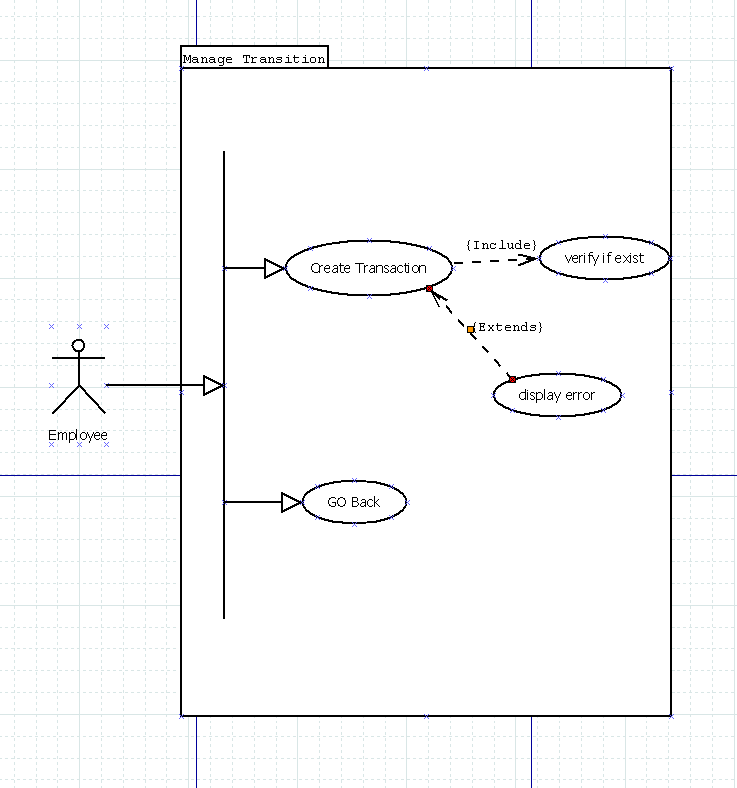 Manage Transition
{Include}
Create Transaction
verify if exist
{Extends}
display error
Employee
GO Back